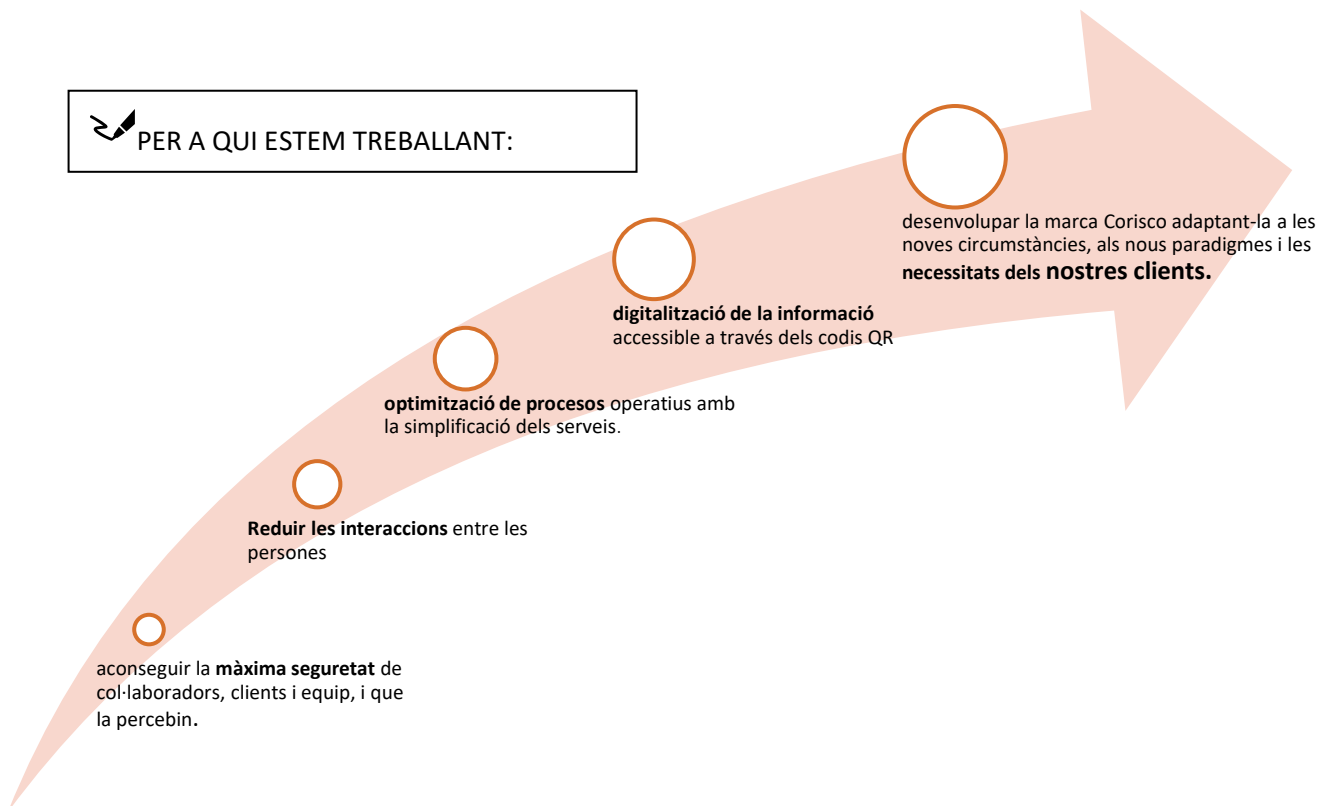 PER A QUI ESTEM TREBALLANT:
desenvolupar la marca Corisco adaptant-la a les
noves circumstàncies, als nous paradigmes i les
necessitats dels nostres clients.
digitalització de la informació
accessible a través dels codis QR
optimització de procesos operatius amb
la simplificació dels serveis.
Reduir les interaccions entre les
persones
aconseguir la màxima seguretat de
col·laboradors, clients i equip, i que
la percebin.